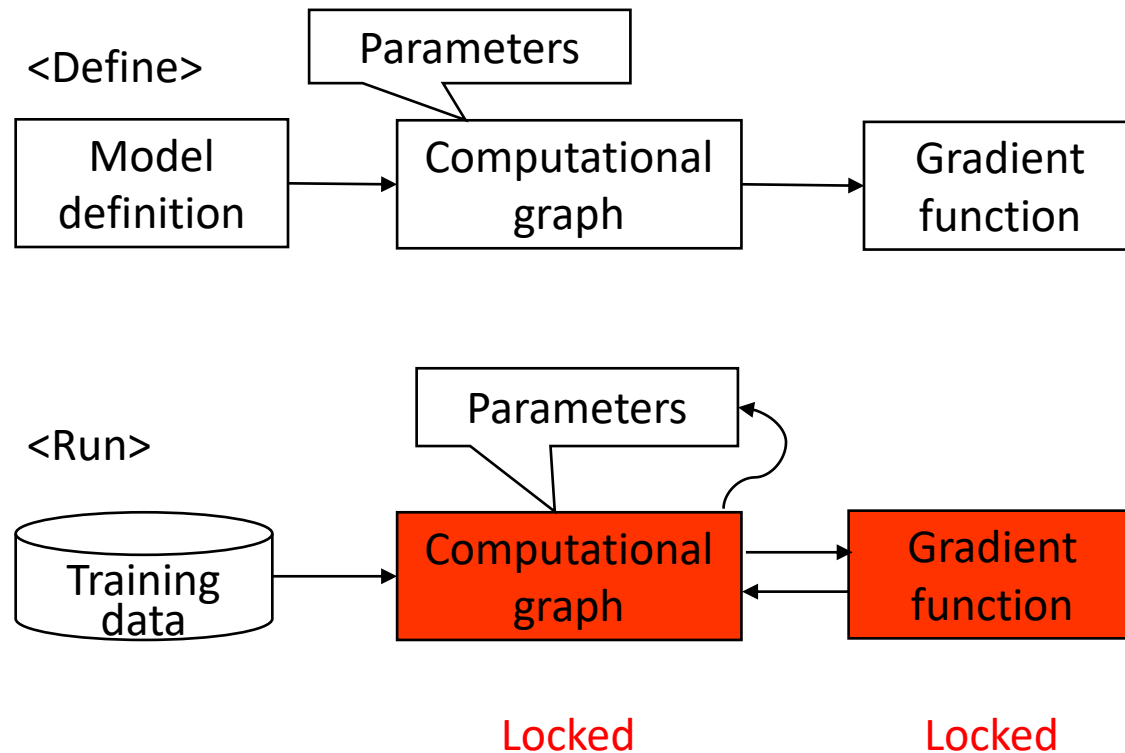 Parameters
<Define>
Model
definition
Computational
graph
Gradient
function
Parameters
<Run>
Training
data
Computational
graph
Gradient
function
Locked
Locked